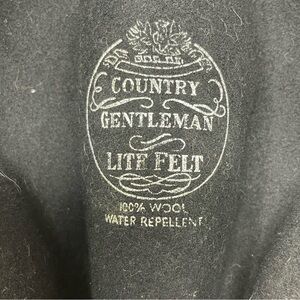 COUNTRY
GENTLEMAN
LITE FELT
100% WOOL
WATER REPELLENT